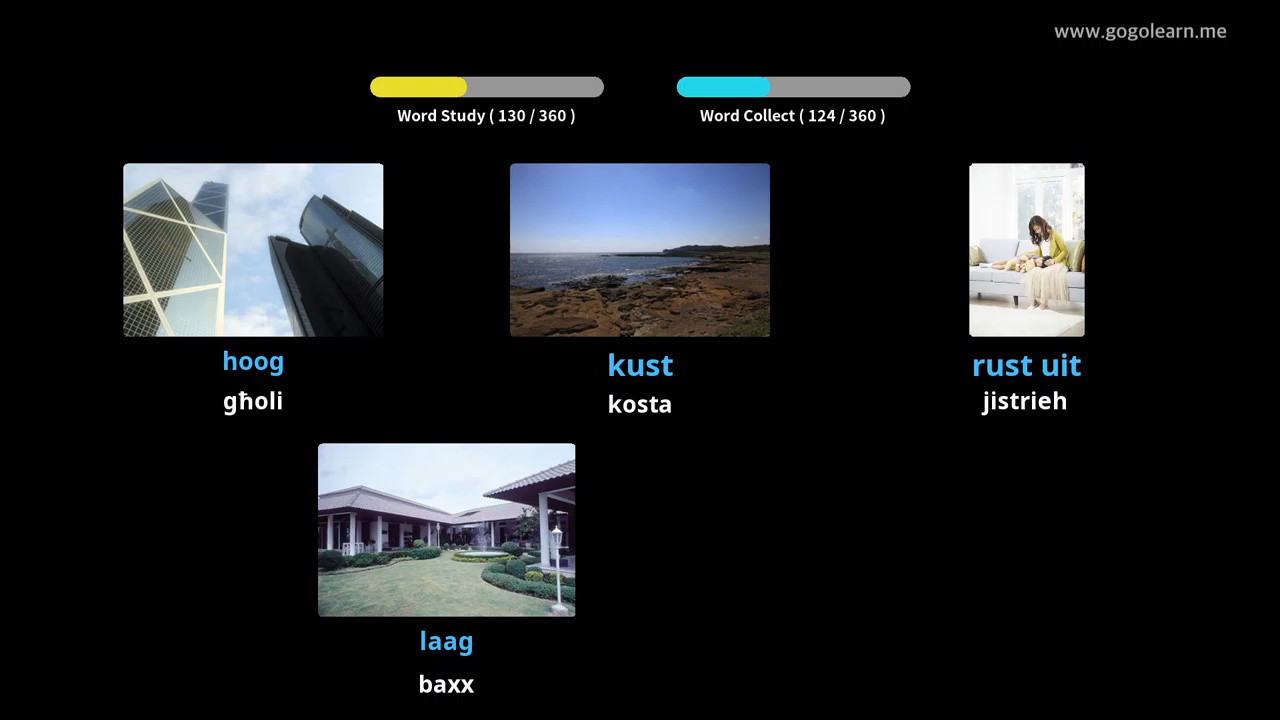 www.gogolearn.me
Word Study ( 130 / 360 )
Word Collect ( 124 / 360 )
hoog
għoli
kust
kosta
rust uit
jistrieh
laag
baxx